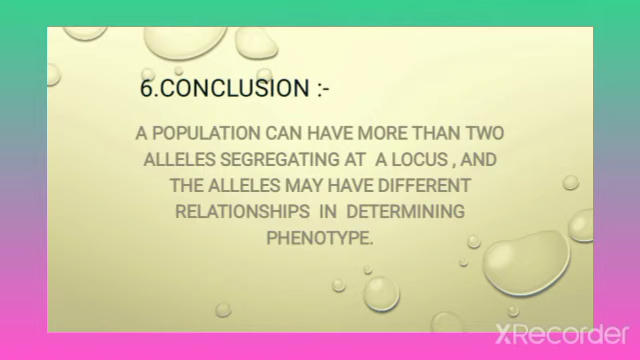 6.CONCLUSION :-
A POPULATION CAN HAVE MORE THAN TWO
ALLELES SEGREGATING AT A LOCUS , AND
THE ALLELES MAY HAVE DIFFERENT
RELATIONSHIPS IN DETERMINING
PHENOTYPE.
XRecorder